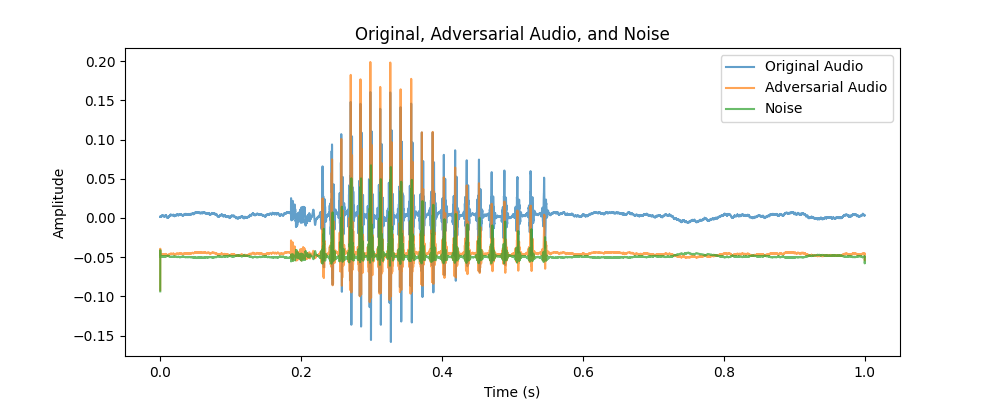 Original, Adversarial Audio, and Noise
Original Audio
Adversarial Audio
Noise
0.20
0.15
0.10
0.05
0.00
−0.05
−0.10
−0.15
Amplitude
0.0 0.2 0.4 0.6 0.8 1.0
Time (s)